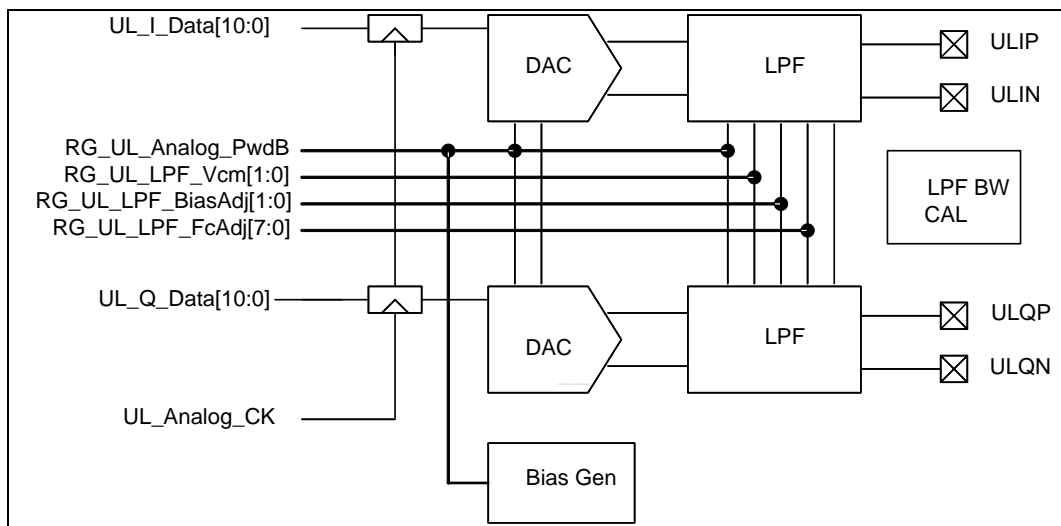 UL_I_Data[10:0]
DAC
LPF
ULIP
ULIN
RG_UL_Analog_PwdB
RG_UL_LPF_Vcm[1:0]
RG_UL_LPF_BiasAdj[1:0]
RG_UL_LPF_FcAdj[7:0]
LPF BW
CAL
UL_Q_Data[10:0]
DAC
LPF
ULQP
ULQN
UL_Analog_CK
Bias Gen